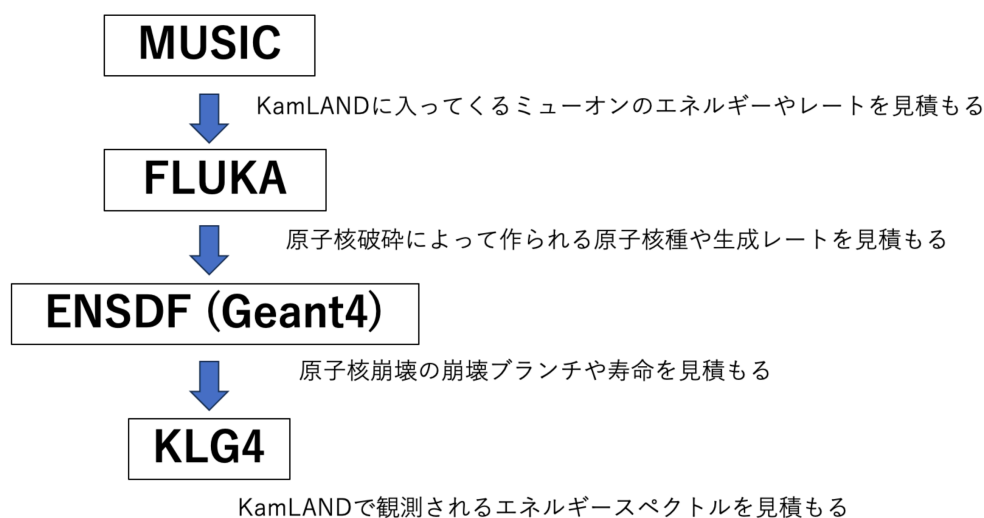 MUSIC
KamLANDに入ってくるミューオンのエネルギーやレートを見積もる
FLUKA
原子核破砕によって作られる原子核種や生成レートを見積もる
ENSDF (Geant4)
原子核崩壊の崩壊ブランチや寿命を見積もる
KLG4
KamLANDで観測されるエネルギースペクトルを見積もる